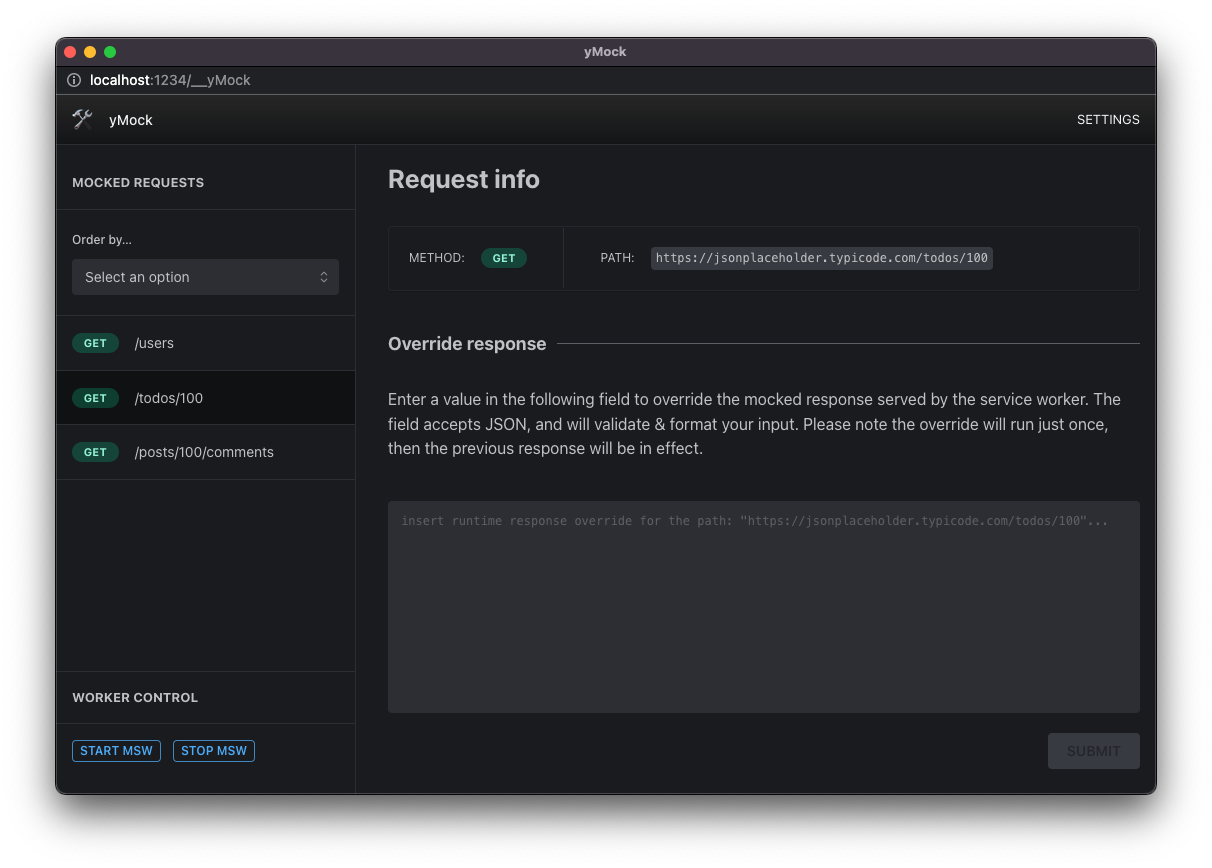 yMock
localhost:1234/__yMock
yMock
SETTINGS
MOCKED REQUESTS
Order by...
Select an option
GET /users
GET /todos/100
GET /posts/100/comments
WORKER CONTROL
START MSW STOP MSW
Request info
METHOD: GET PATH: https://jsonplaceholder.typicode.com/todos/100
Override response
Enter a value in the following field to override the mocked response served by the service worker. The
field accepts JSON, and will validate & format your input. Please note the override will run just once,
then the previous response will be in effect.
insert runtime response override for the path: "https://jsonplaceholder.typicode.com/todos/100"...
SUBMIT